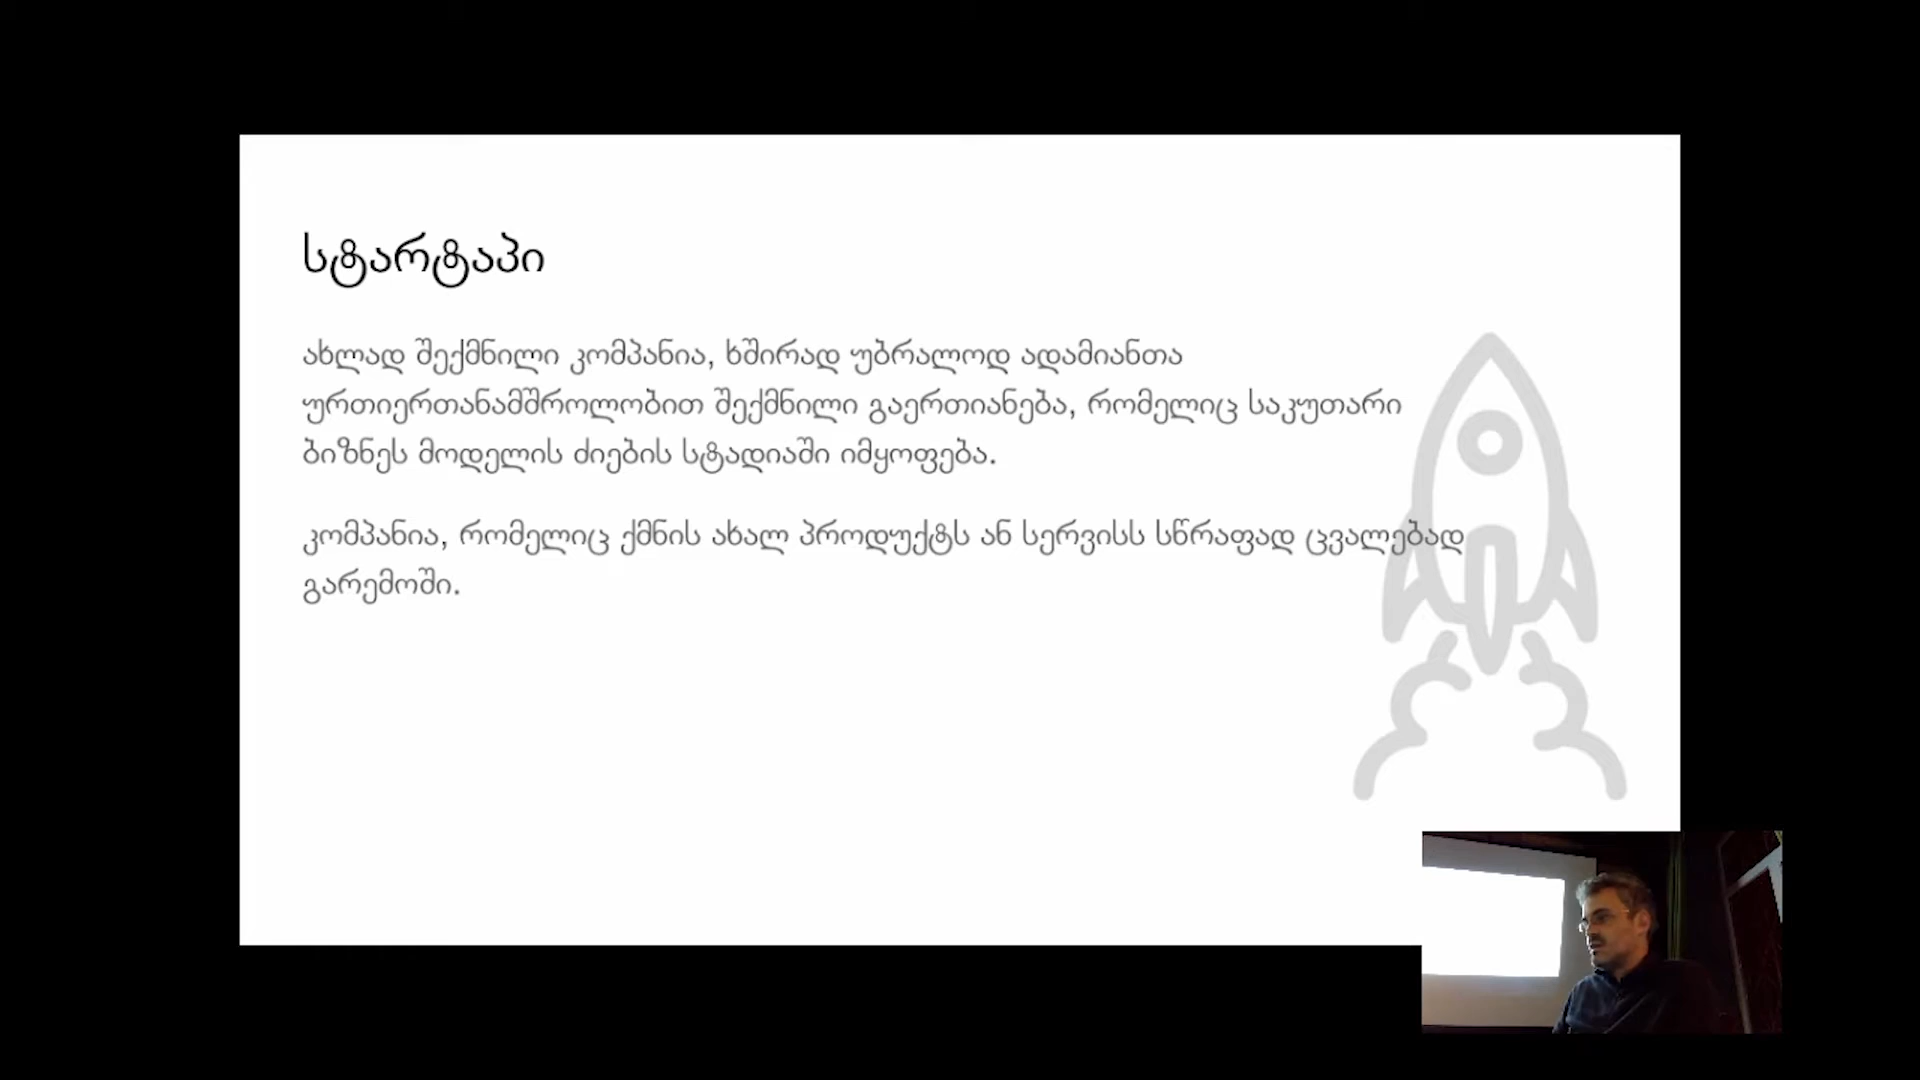 სტარტაპი
ახლად შექმნილი კომპანია, ხშირად უბრალოდ ადამიანთა
ურთიერთანამშროლობით შექმნილი გაერთიანება, რომელიც საკუთარი
ბიზნეს მოდელის ძიების სტადიაში იმყოფება.
კომპანია, რომელიც ქმნის ახალ პროდუქტს ან სერვისს სწრაფად ცვალებად
გარემოში.